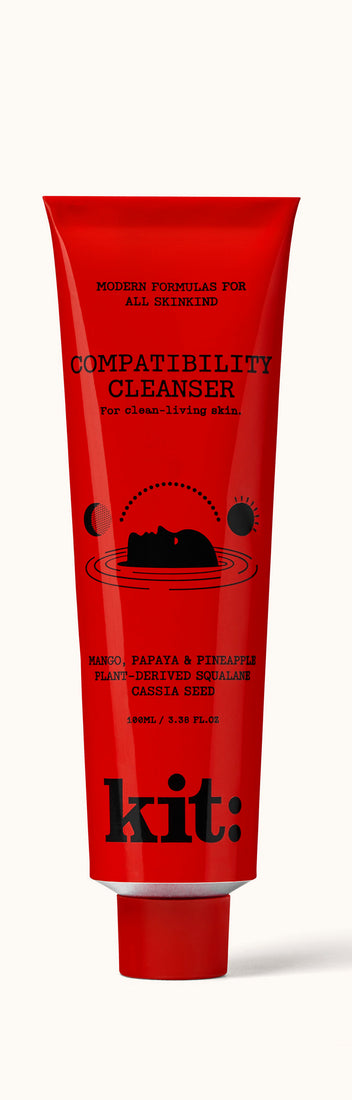 MODERN FORMULAS FOR
ALL SKINKIND
COMPATIBILITY
CLEANSER
For clean-living skin.
MANGO, PAPAYA & PINEAPPLE
PLANT-DERIVED SQUALANE
CASSIA SEED
100ML / 3.38 FL.OZ
kit: